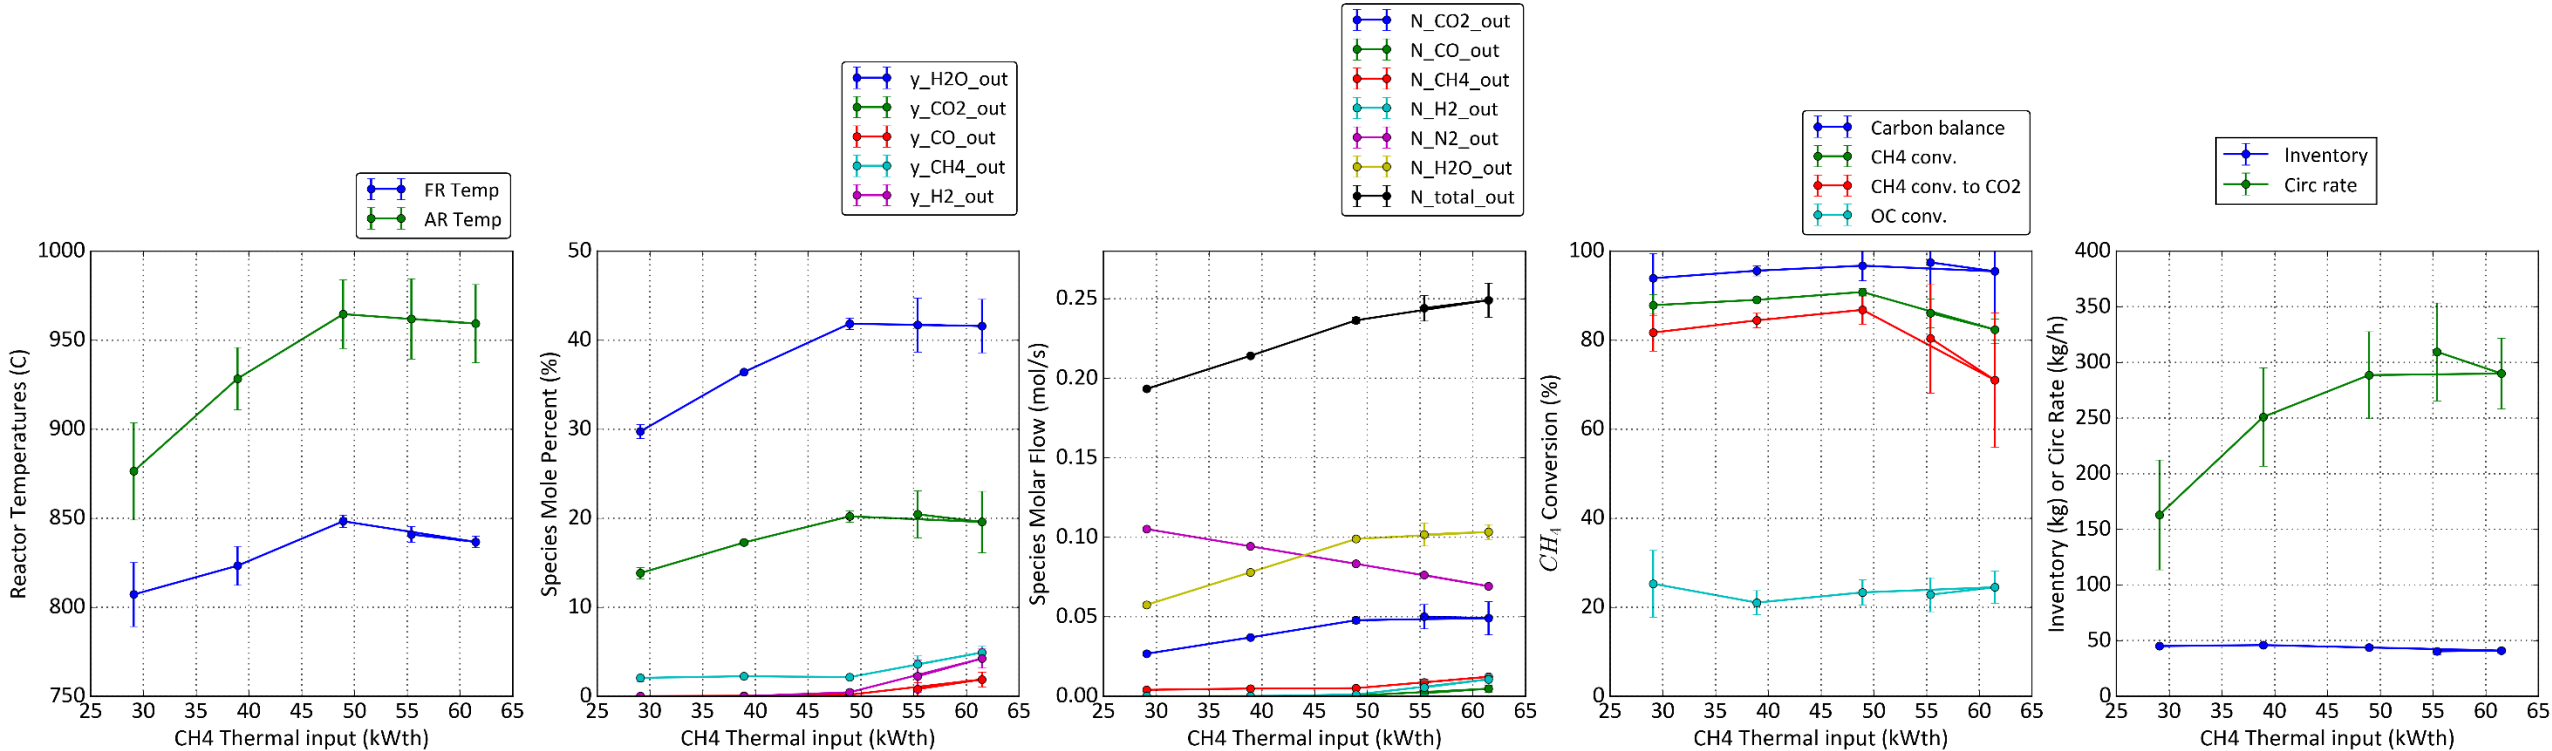 FR Temp
AR Temp
1000
950
900
850
800
750
25 30 35 40 45 50 55 60 65
Reactor Temperatures (C)
CH4 Thermal input (kWth)
y_H2O_out
y_CO2_out
y_CO_out
y_CH4_out
y_H2_out
50
40
30
20
10
0
25 30 35 40 45 50 55 60 65
Species Mole Percent (%)
CH4 Thermal input (kWth)
N_CO2_out
N_CO_out
N_CH4_out
N_H2_out
N_N2_out
N_H2O_out
N_total_out
0.25
0.20
0.15
0.10
0.05
0.00
25 30 35 40 45 50 55 60 65
Species Molar Flow (mol/s)
CH4 Thermal input (kWth)
Carbon balance
CH4 conv.
CH4 conv. to CO2
OC conv.
100
80
60
40
20
0
25 30 35 40 45 50 55 60 65
CH₄ Conversion (%)
CH4 Thermal input (kWth)
Inventory
Circ rate
400
350
300
250
200
150
100
50
0
25 30 35 40 45 50 55 60 65
Inventory (kg) or Circ Rate (kg/h)
CH4 Thermal input (kWth)